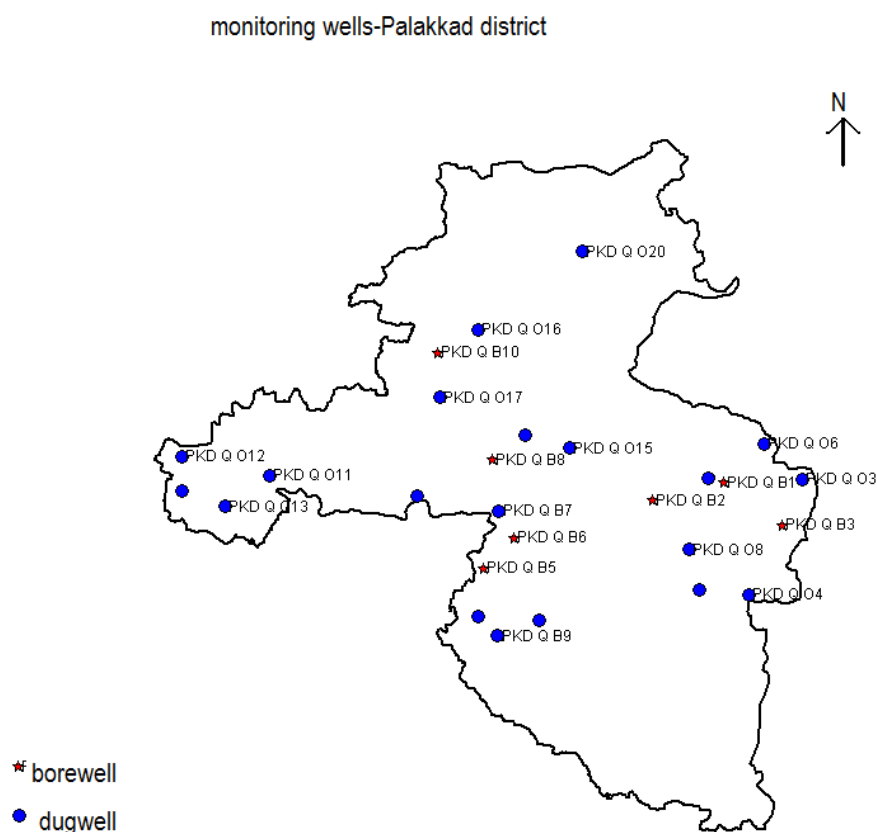 monitoring wells-Palakkad district
N
PKD Q O20
PKD Q O16
PKD Q B10
PKD Q O17
PKD Q O15
PKD Q O6
PKD Q O12
PKD Q B8
PKD Q O11
PKD Q B1
PKD Q O3
PKD Q B2
PKD Q O13
PKD Q B7
PKD Q B3
PKD Q B6
PKD Q O8
PKD Q B5
PKD Q O4
PKD Q B9
borewell
dugwell